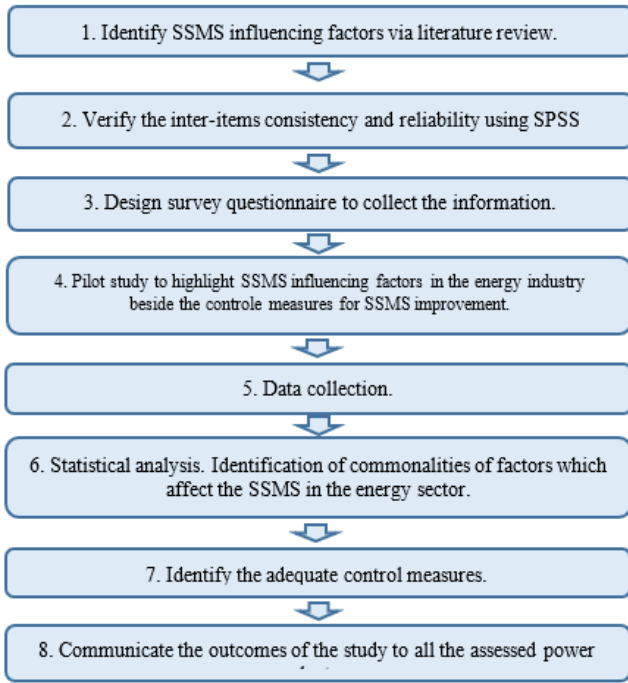 1. Identify SSMS influencing factors via literature review.
2. Verify the inter-items consistency and reliability using SPSS
3. Design survey questionnaire to collect the information.
4. Pilot study to highlight SSMS influencing factors in the energy industry
beside the controle measures for SSMS improvement.
5. Data collection.
6. Statistical analysis. Identification of commonalities of factors which
affect the SSMS in the energy sector.
7. Identify the adequate control measures.
8. Communicate the outcomes of the study to all the assessed power